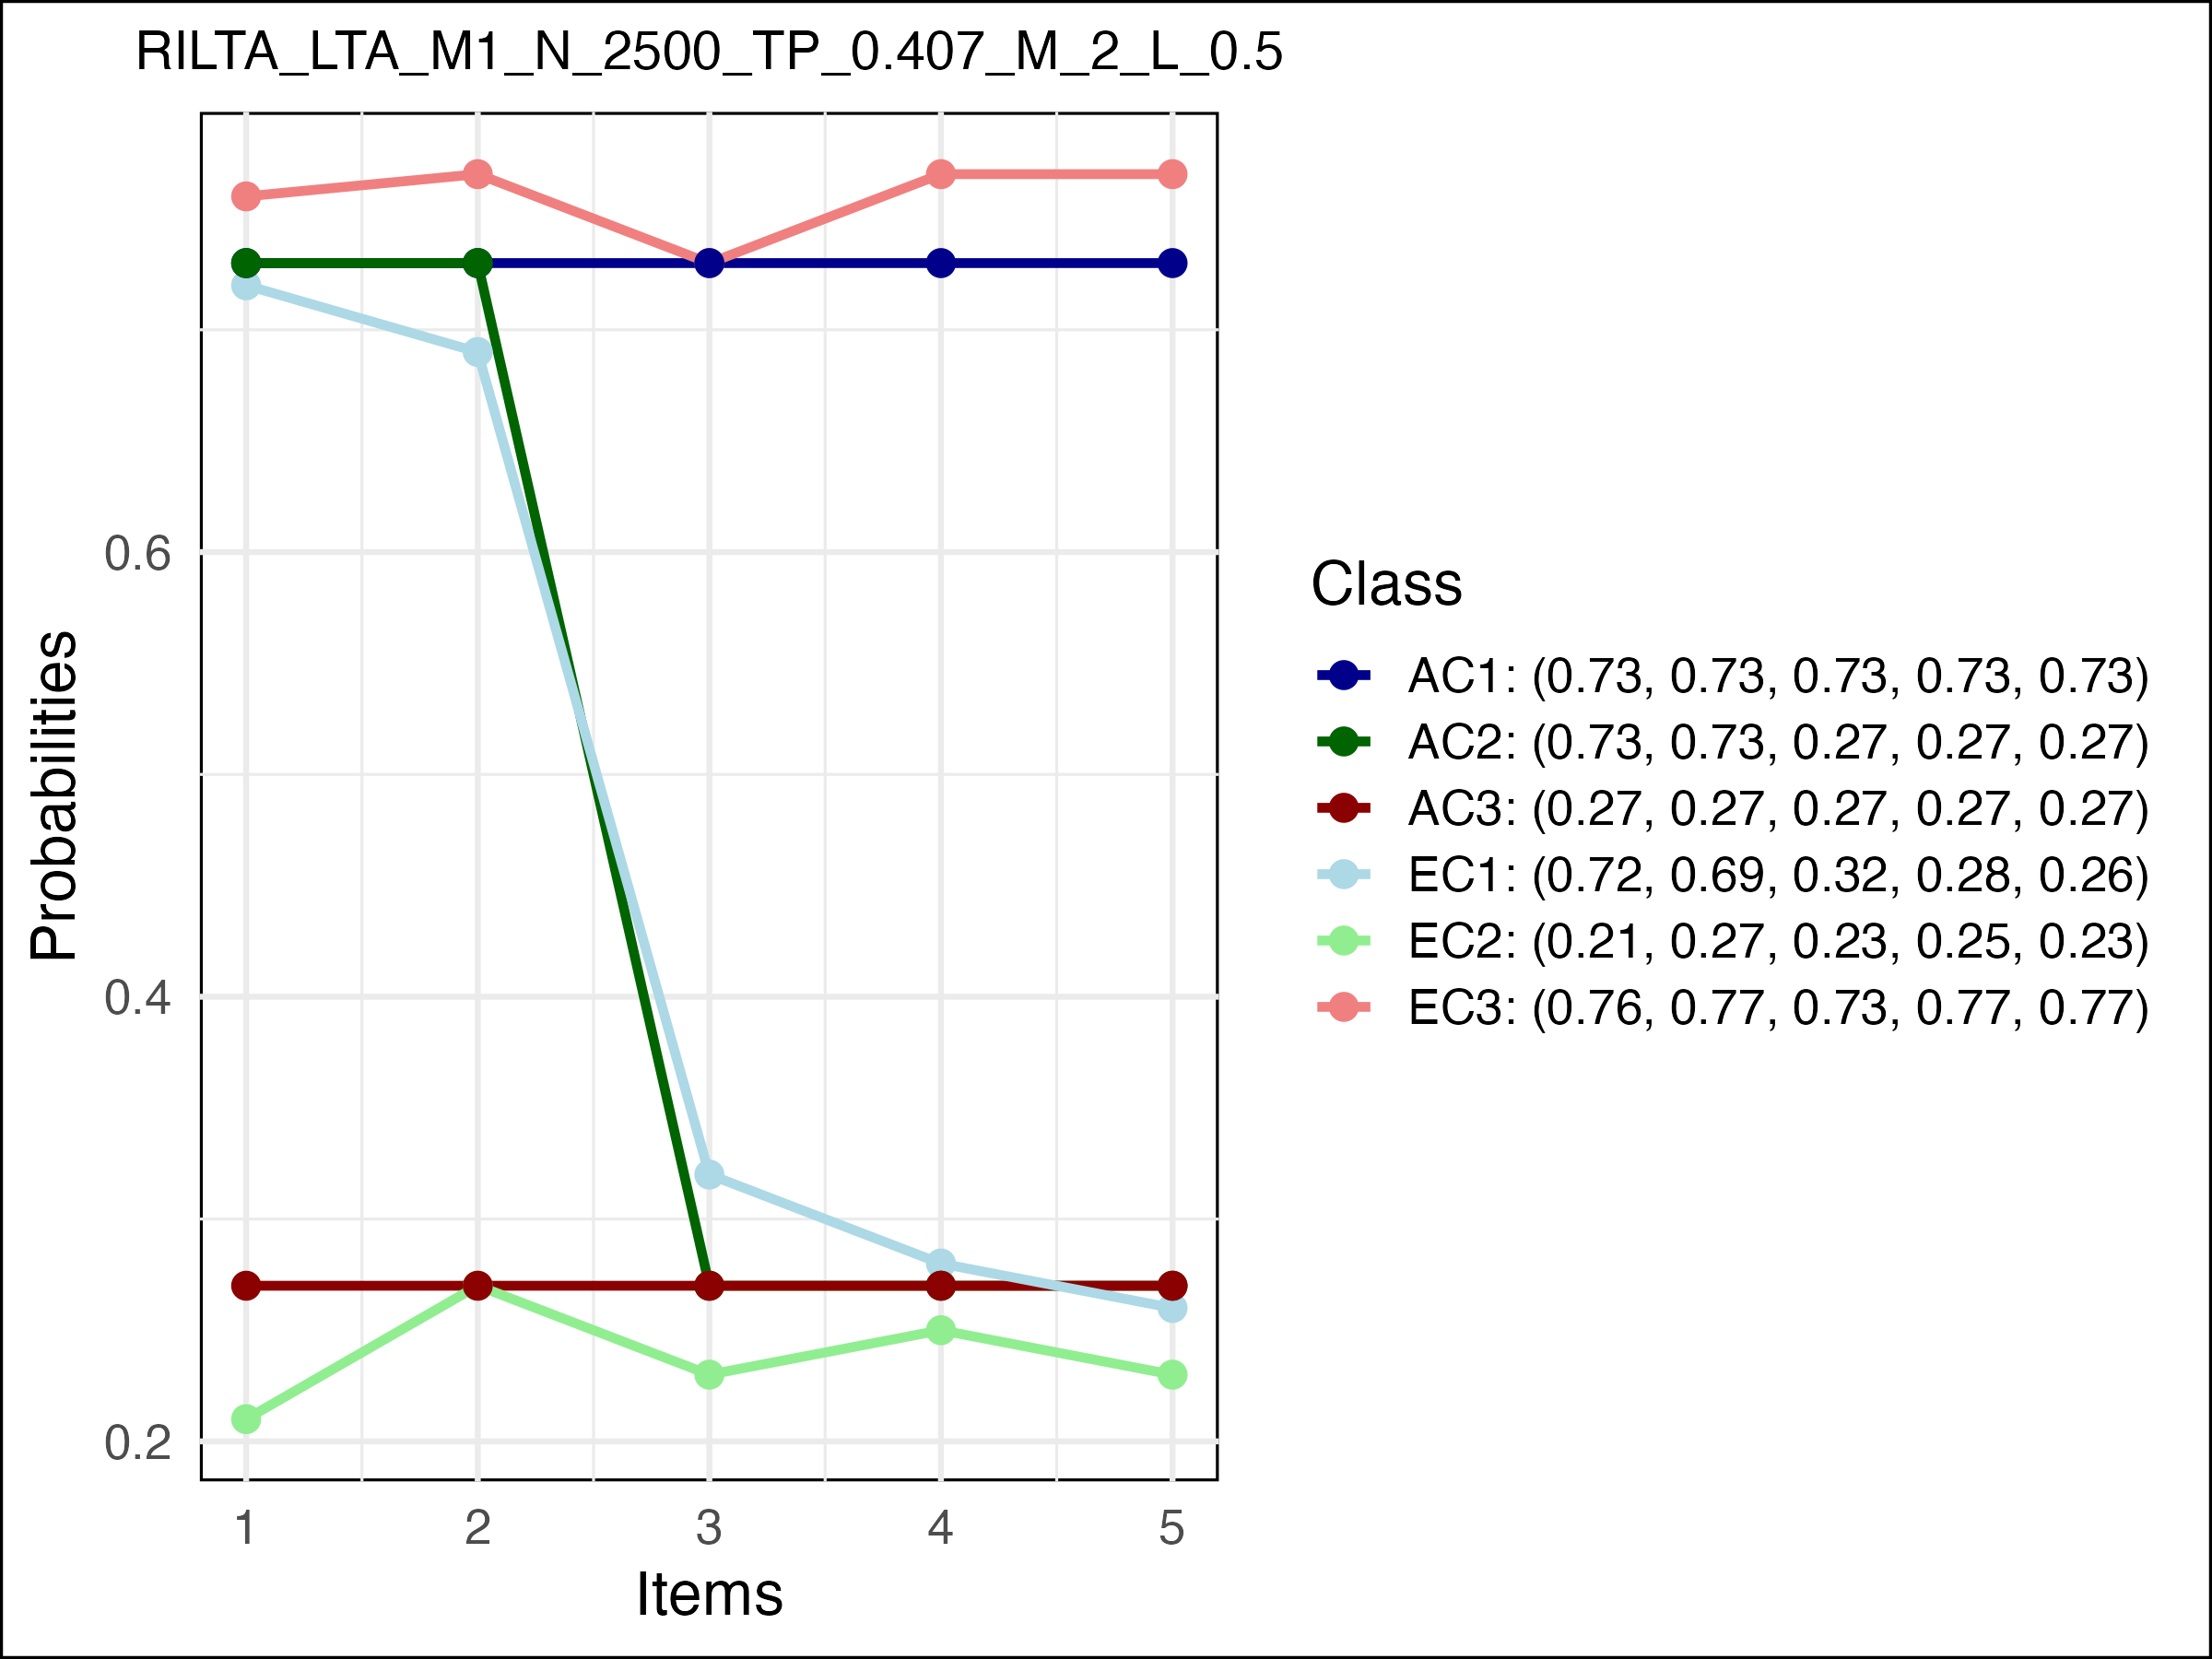 RILTA_LTA_M1_N_2500_TP_0.407_M_2_L_0.5
Probabilities
0.6
0.4
0.2
1 2 3 4 5
Items
Class
AC1: (0.73, 0.73, 0.73, 0.73, 0.73)
AC2: (0.73, 0.73, 0.27, 0.27, 0.27)
AC3: (0.27, 0.27, 0.27, 0.27, 0.27)
EC1: (0.72, 0.69, 0.32, 0.28, 0.26)
EC2: (0.21, 0.27, 0.23, 0.25, 0.23)
EC3: (0.76, 0.77, 0.73, 0.77, 0.77)